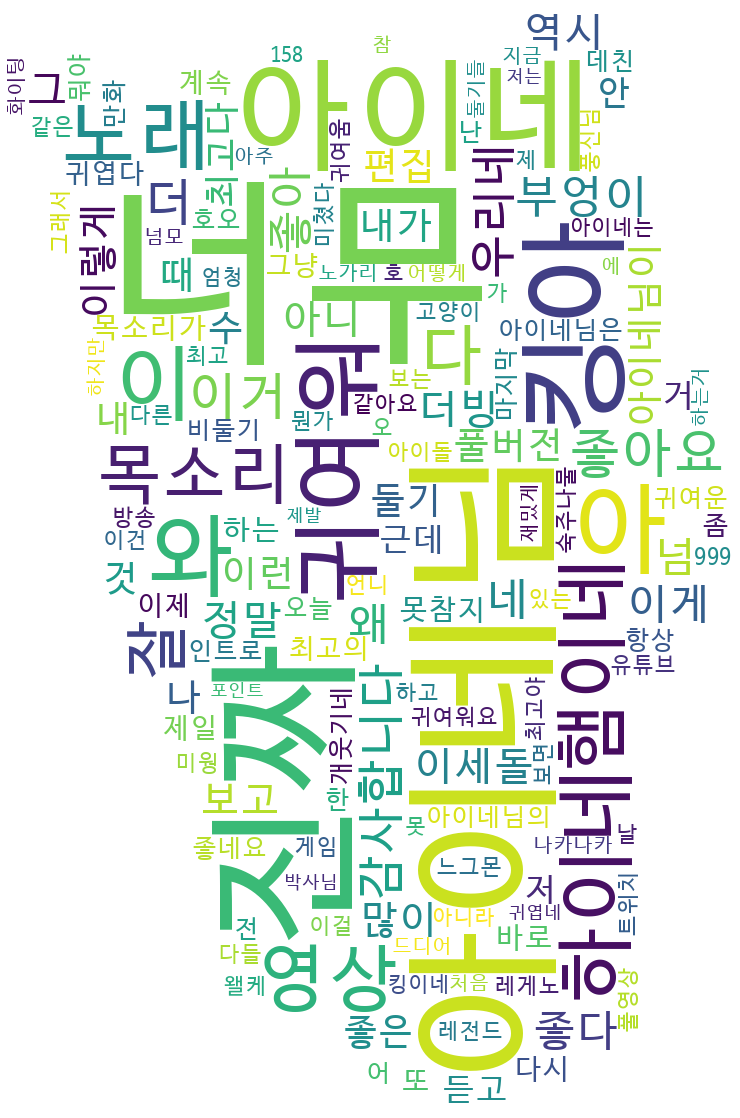 역시
참
지금
158
데친
저는
화이팅
그
뭐야
계속
아이네
안
만화
둘기들
같은
노래
고다
귀여움
난
제
풍신님
아주
편집
귀엽다
더
최
좋아
우리네
부엉이
그래서
너무
내가
미쳤다
이렇게
넘모
호오
아이네는
때
엄청
그냥
노가리
호
어떻게
킹아
에
가
목소리가
수
아니
고양이
아이네님은
아이네님이
하지만
이
최고
다
마지막
하는거
이거
귀여워
보는
거
내
다른
같아요
더빙
비둘기
뭔가
오
아이돌
풀버전
좋아요
목소리
님
숙주나물
둘기
재밌게
아
귀여운
방송
제발
와
좀
이건
하는
근데
넘
999
것
이런
언니
이제
정말
오늘
왜
못참지
네
있는
이게
잘
인트로
최고의
아이네님
햄이네
항상
유튜브
나
포인트
진짜
감사합니다
하고
귀여워요
최고야
제일
개웃기네
이세돌
보면
미웡
보고
한
아이네님의
하이네
좋네요
게임
못
날
나카나카
박사님
느그몬
저
트위치
전
이걸
많이
아니라
귀엽네
다들
영상
드디어
바로
왤케
킹이네
처음
레게노
풀영상
좋은
레전드
좋다
어
또
듣고
다시